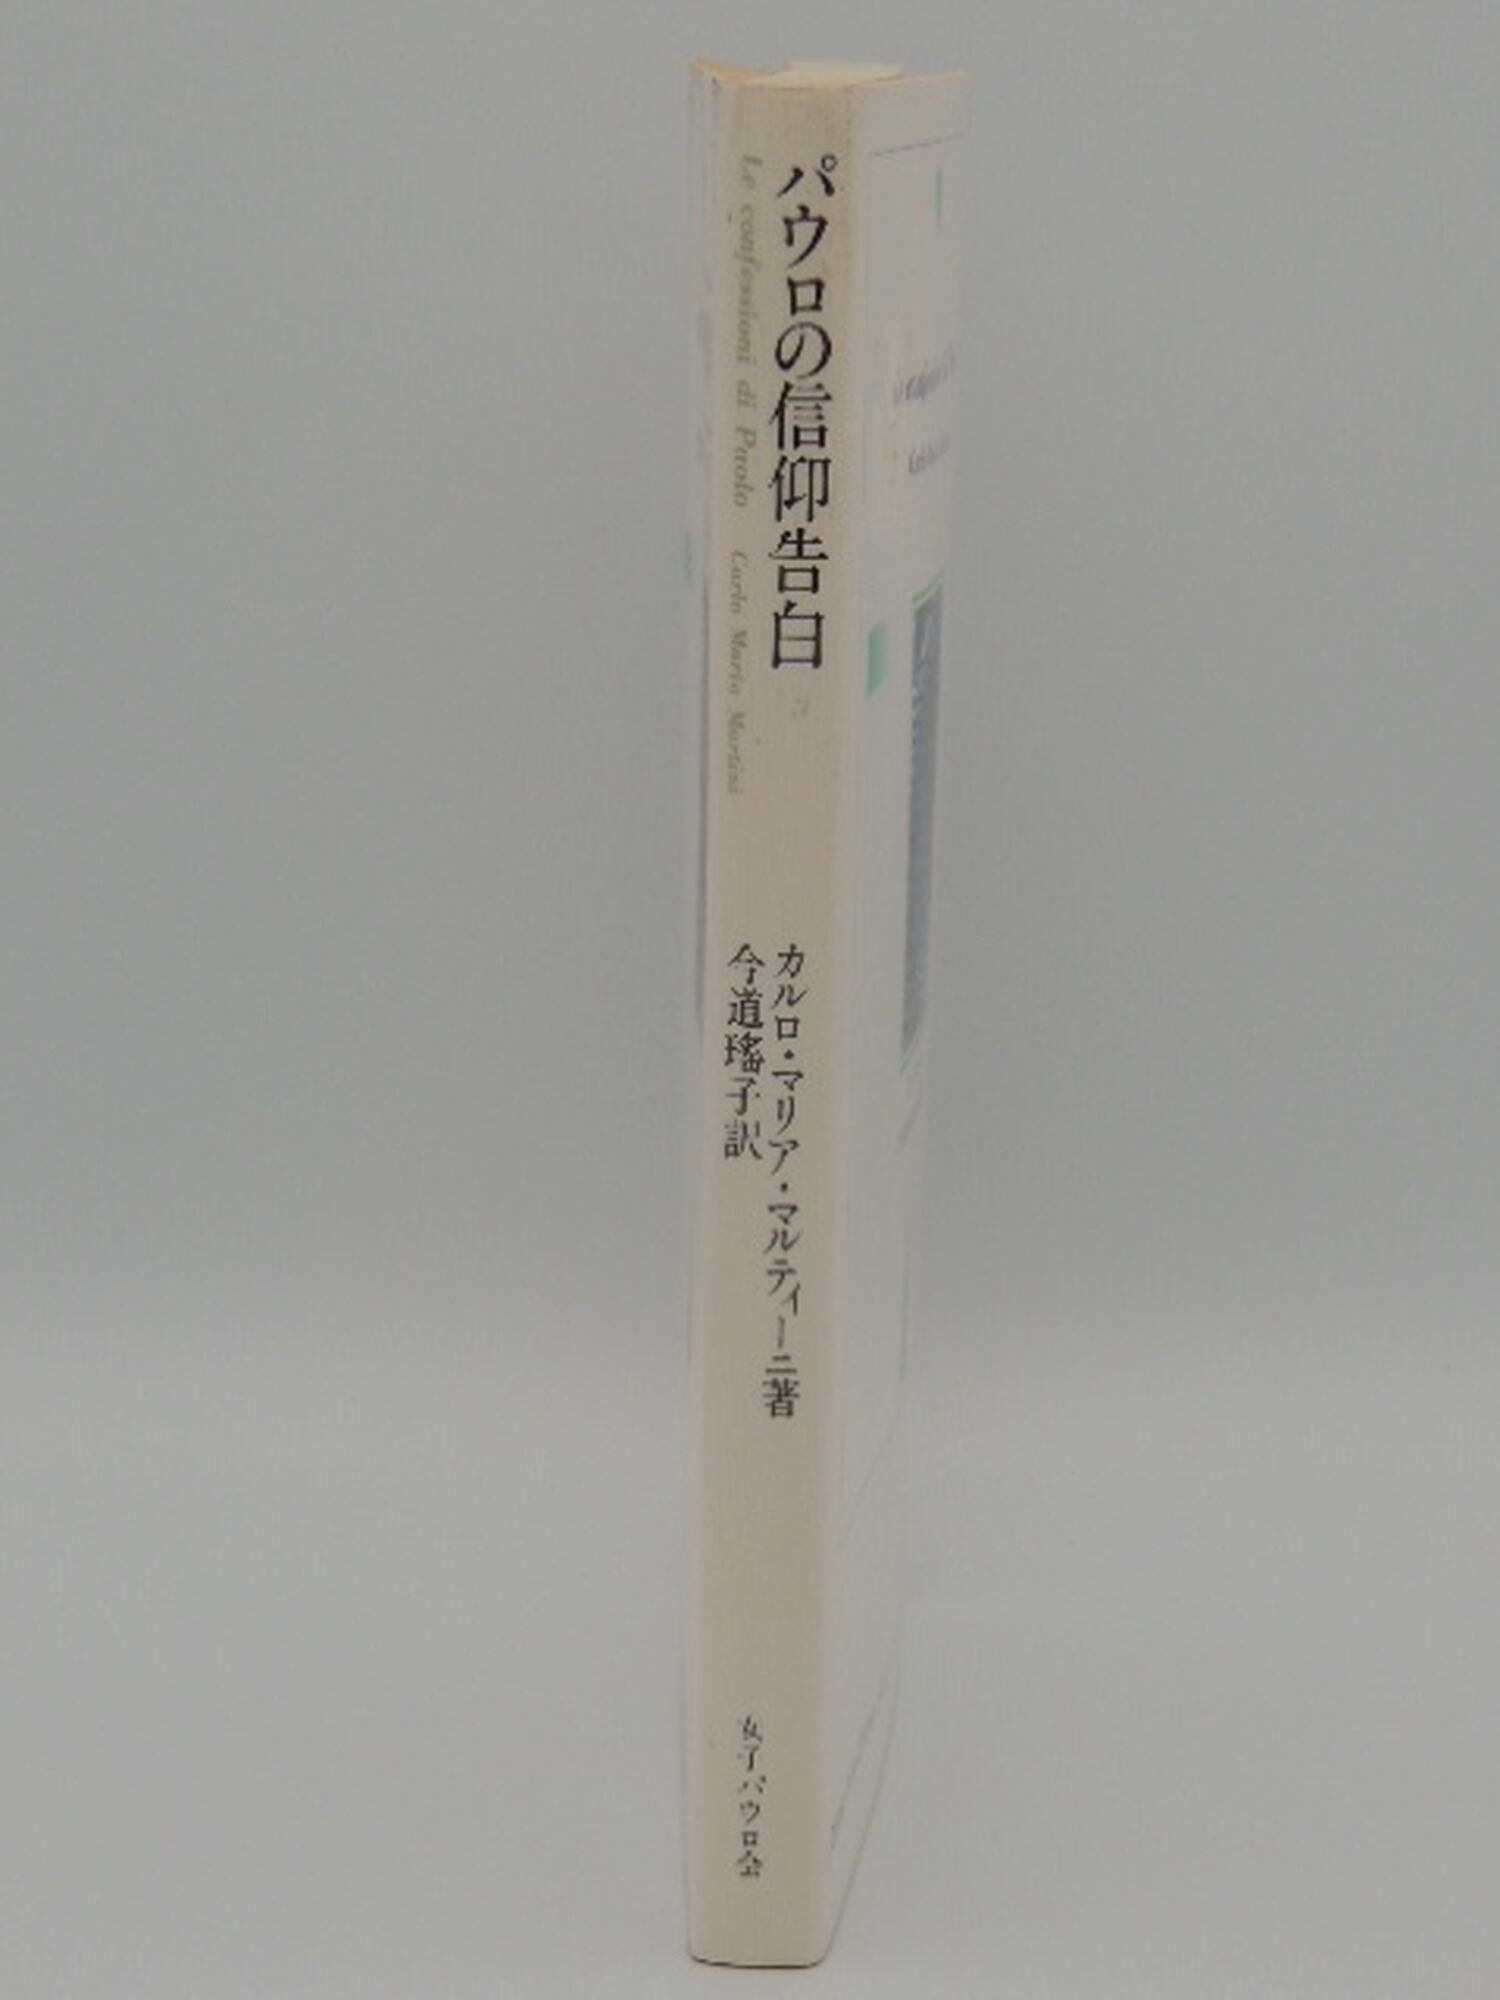 パウロの信仰告白
Le confessioni di Paolo Carlo Maria Martini
カルロ・マリア・マルティーニ著
今道瑤子訳
女子パウロ会